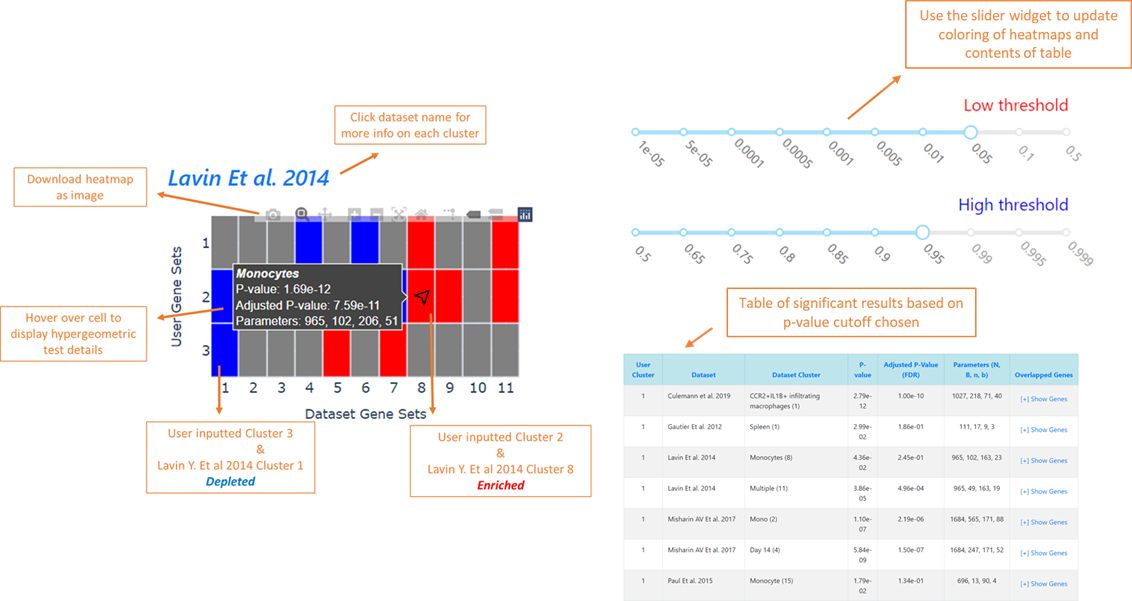 Use the slider widget to update
coloring of heatmaps and
contents of table
Low threshold
1e-05
5e-05
0.0001
0.0005
0.001
0.005
0.01
0.05
0.1
0.5
High threshold
0.5
0.65
0.75
0.8
0.85
0.9
0.95
0.99
0.995
0.999
Click dataset name for
more info on each cluster
Download heatmap
as image
Lavin Et al. 2014
User Gene Sets
1
2
3
Monocytes
P-value: 1.69e-12
Adjusted P-value: 7.59e-11
Parameters: 965, 102, 206, 51
Hover over cell to
display hypergeometric
test details
1 2 3 4 5 6 7 8 9 10 11
Dataset Gene Sets
User inputted Cluster 3
&
Lavin Y. Et al 2014 Cluster 1
Depleted
User inputted Cluster 2
&
Lavin Y. Et al 2014 Cluster 8
Enriched
Table of significant results based on
p-value cutoff chosen
User Cluster Dataset Dataset Cluster P-value Adjusted P-Value (FDR) Parameters (N, B, n, b) Overlapped Genes
1 Culemann et al. 2019 CCR2+IL1B+ infiltrating macrophages (1) 2.79e-12 1.00e-10 1027, 218, 71, 40 [+] Show Genes
1 Gautier Et al. 2012 Spleen (1) 2.99e-02 1.86e-01 111, 17, 9, 3 [+] Show Genes
1 Lavin Et al. 2014 Monocytes (8) 4.36e-02 2.45e-01 965, 102, 163, 23 [+] Show Genes
1 Lavin Et al. 2014 Multiple (11) 3.86e-05 4.96e-04 965, 49, 163, 19 [+] Show Genes
1 Misharin AV Et al. 2017 Mono (2) 1.10e-07 2.19e-06 1684, 565, 171, 88 [+] Show Genes
1 Misharin AV Et al. 2017 Day 14 (4) 5.84e-09 1.50e-07 1684, 247, 171, 52 [+] Show Genes
1 Paul Et al. 2015 Monocyte (15) 1.79e-02 1.34e-01 696, 13, 90, 4 [+] Show Genes